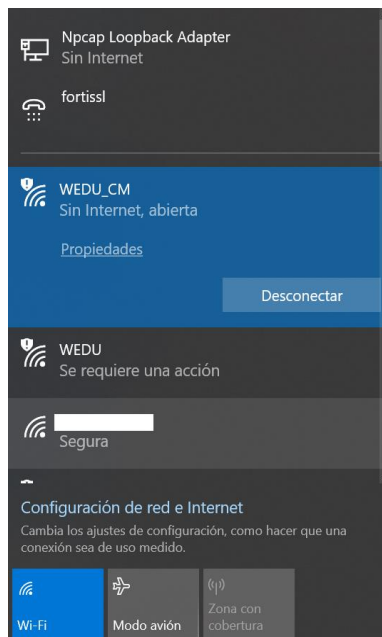 Npcap Loopback Adapter
Sin Internet
fortissl
WEDU_CM
Sin Internet, abierta
Propiedades
Desconectar
WEDU
Se requiere una acción
Segura
Configuración de red e Internet
Cambia los ajustes de configuración, como hacer que una
conexión sea de uso medido.
Wi-Fi
Modo avión
Zona con
cobertura